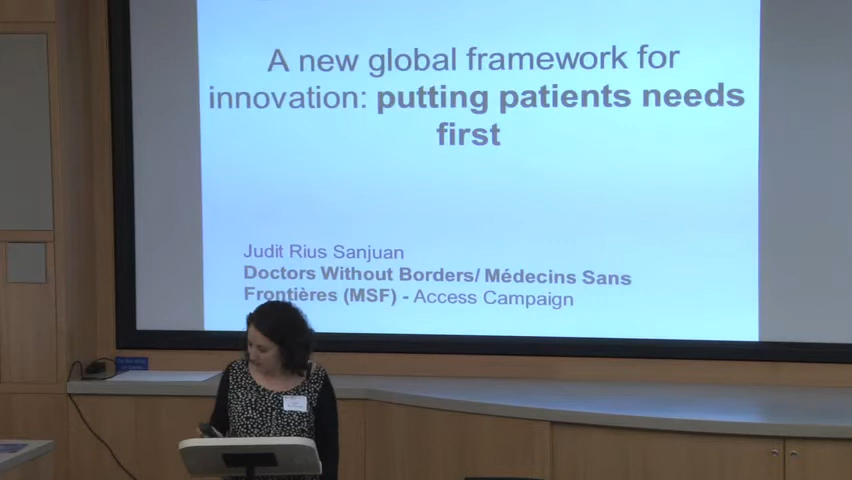 A new global framework for
innovation: putting patients needs
first
Judit Rius Sanjuan
Doctors Without Borders/ Médecins Sans
Frontières (MSF) - Access Campaign